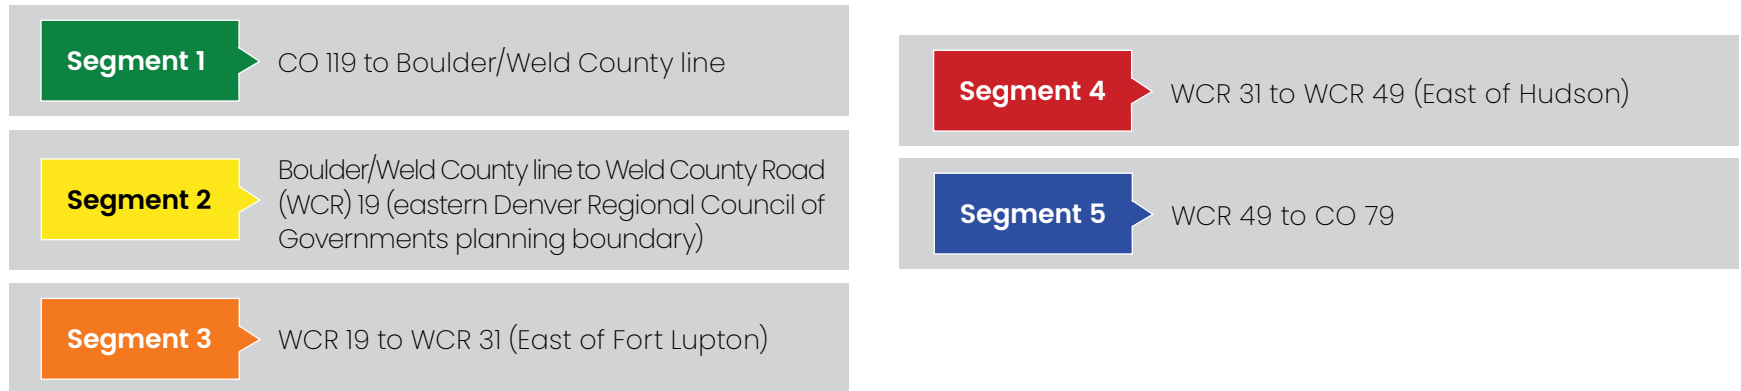 Segment 1
CO 119 to Boulder/Weld County line
Segment 2
Boulder/Weld County line to Weld County Road
(WCR) 19 (eastern Denver Regional Council of
Governments planning boundary)
Segment 3
WCR 19 to WCR 31 (East of Fort Lupton)
Segment 4
WCR 31 to WCR 49 (East of Hudson)
Segment 5
WCR 49 to CO 79